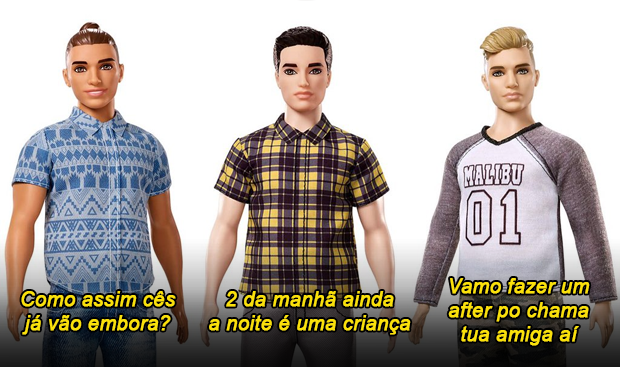 Como assim cês
já vão embora?
2 da manhã ainda
a noite é uma criança
MALIBU
01
Vamo fazer um
after po chama
tua amiga aí